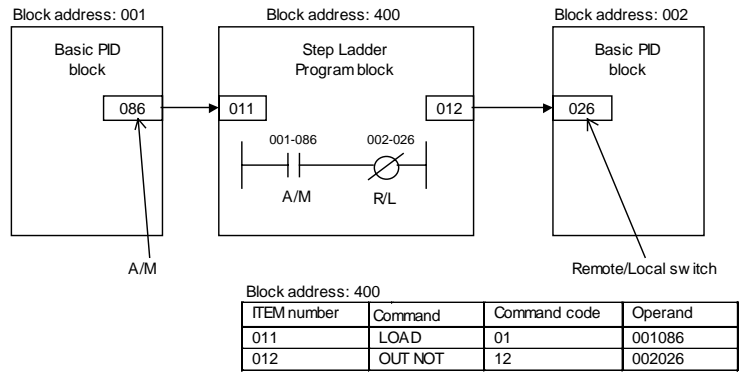 Block address: 001
Block address: 400
Block address: 002
Basic PID
block
Step Ladder
Program block
Basic PID
block
086
011
012
026
001-086
002-026
A/M
R/L
A/M
Remote/Local switch
Block address: 400
ITEM number Command Command code Operand
011 LOAD 01 001086
012 OUT NOT 12 002026